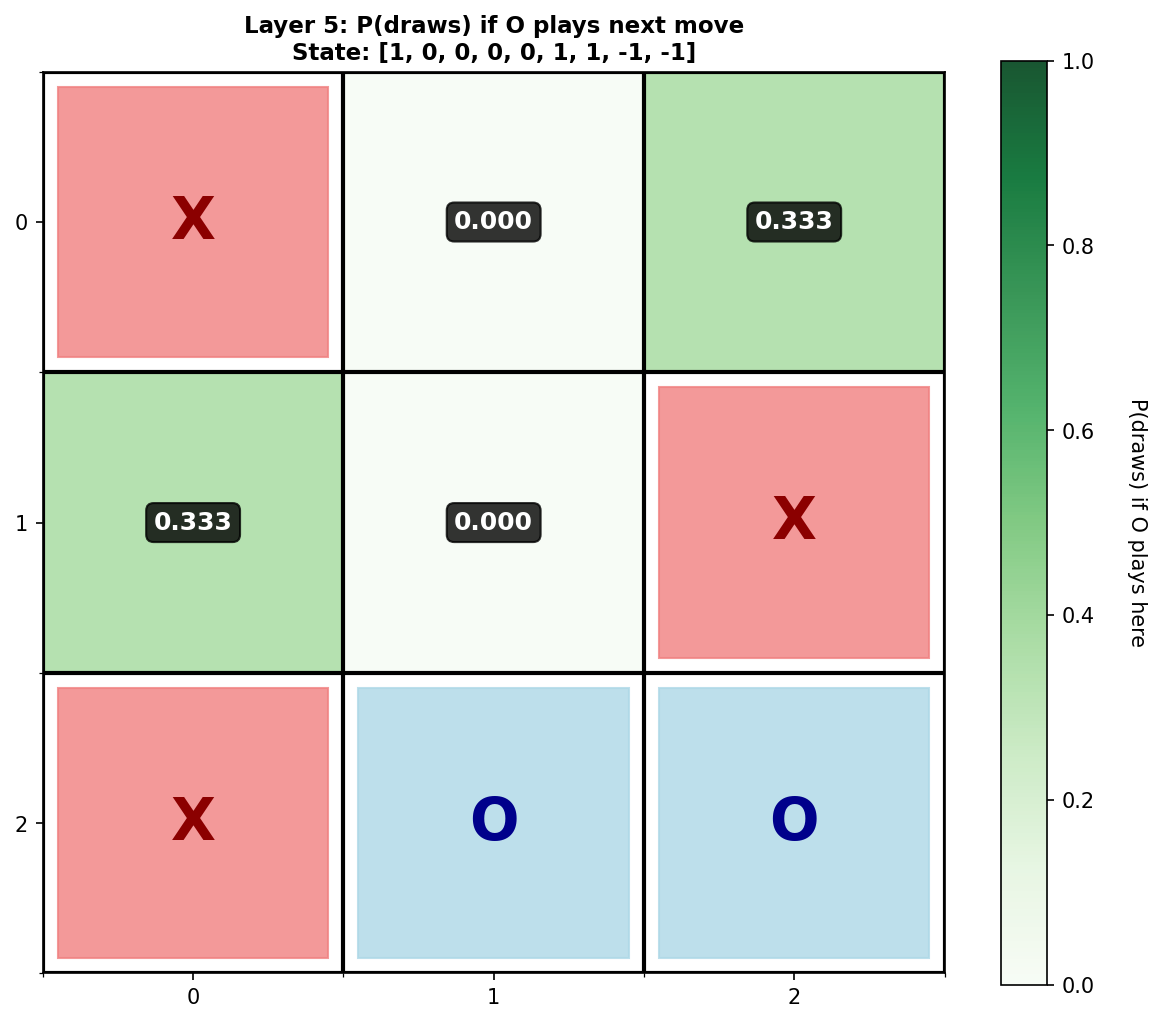 Layer 5: P(draws) if O plays next move
State: [1, 0, 0, 0, 0, 1, 1, -1, -1]
X
0.000
0.333
0.333
0.000
X
X
O
O
0
1
2
0
1
2
1.0
0.8
0.6
0.4
0.2
0.0
P(draws) if O plays here